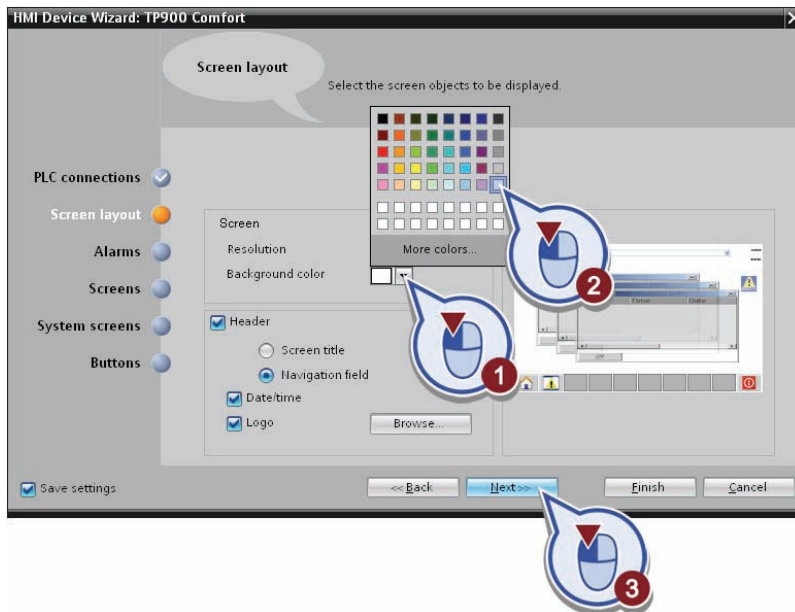 HMI Device Wizard: TP900 Comfort
Screen layout
Select the screen objects to be displayed.
PLC connections
Screen layout
Alarms
Screens
System screens
Buttons
Screen
Resolution
Background color
More colors...
Header
Screen title
Navigation field
Date/time
Logo
Browse...
Time
Date
1
2
Save settings
<< Back
Next >>
Finish
Cancel
3